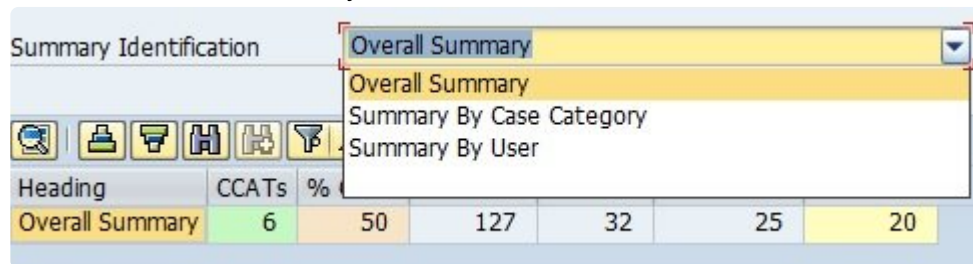 Summary Identification Overall Summary
Overall Summary
Summary By Case Category
Summary By User
Heading CCATs %
Overall Summary 6 50 127 32 25 20